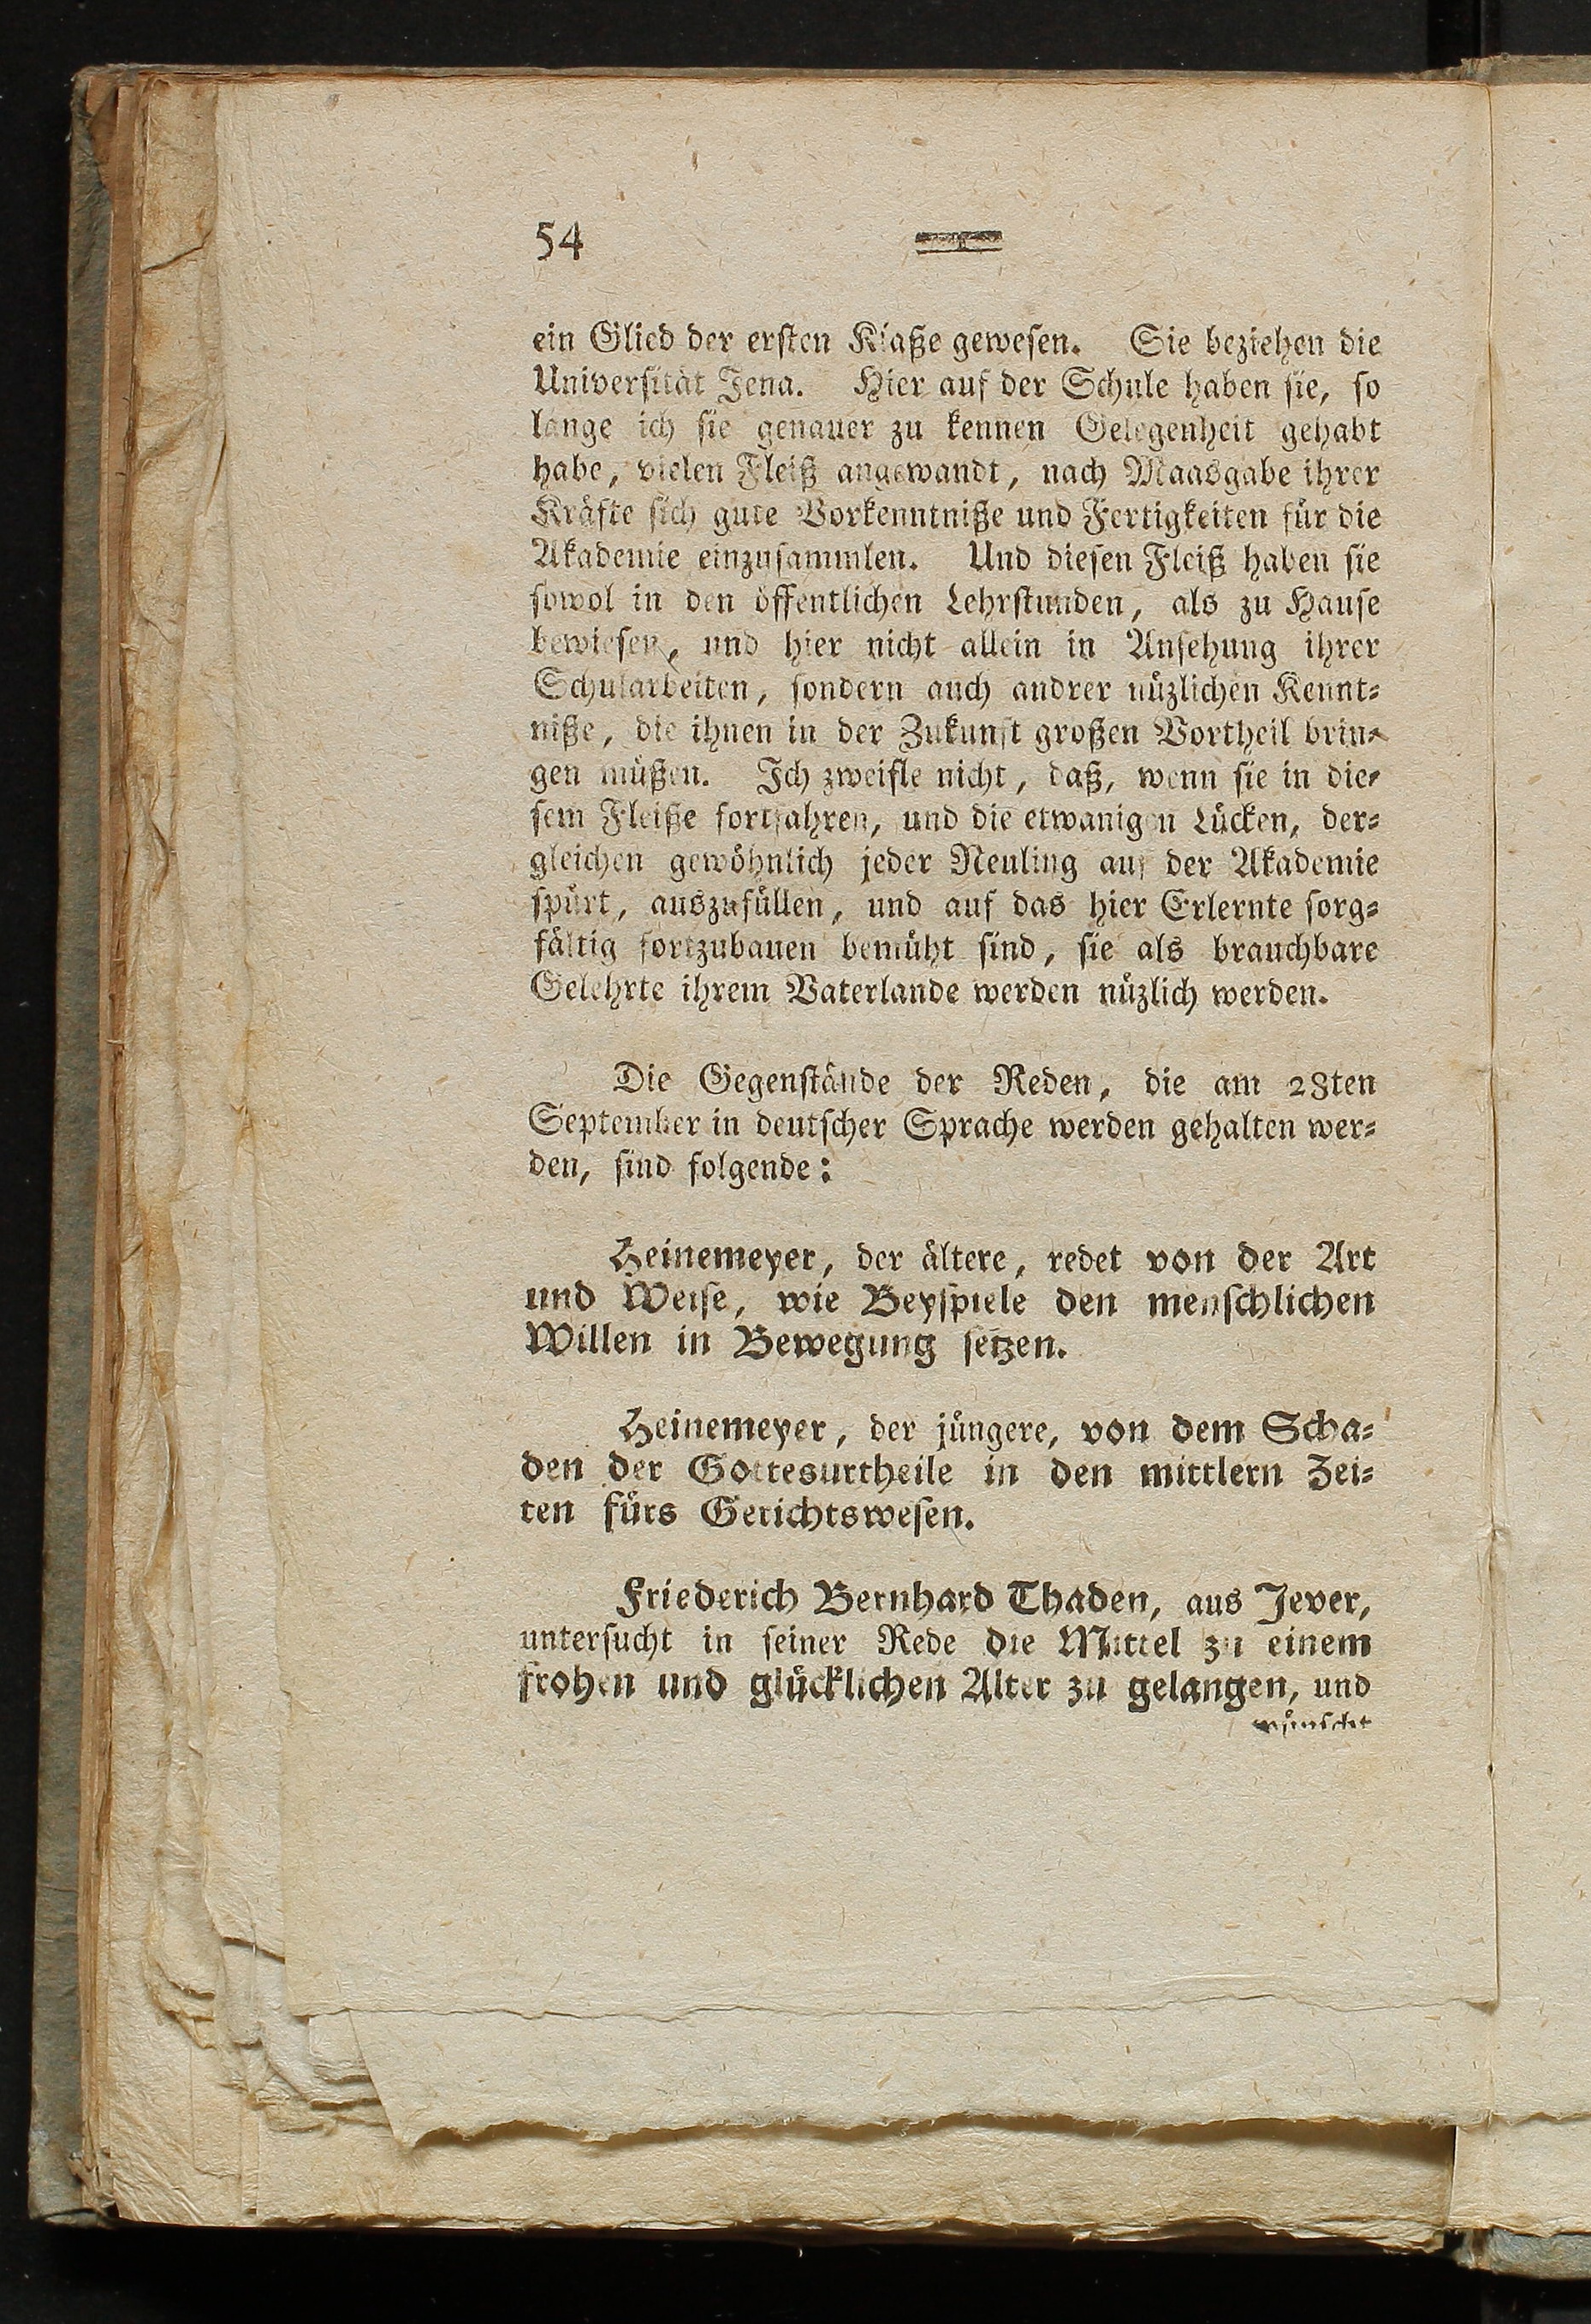 54
ein Glied der ersten Klaße gewesen. Sie beziehen die
Universität Jena. Hier auf der Schule haben sie, so
lange ich sie genauer zu kennen Gelegenheit gehabt
habe, vielen Fleiß angewandt, nach Maasgabe ihrer
Kräfte sich gute Vorkenntniße und Fertigkeiten für die
Akademie einzusammlen. Und diesen Fleiß haben sie
sowol in den öffentlichen Lehrstunden, als zu Hause
bewiesen, und hier nicht allein in Ansehung ihrer
Schularbeiten, sondern auch andrer nüzlichen Kennt-
niße, die ihnen in der Zukunft großen Vortheil brin-
gen müßen. Ich zweifle nicht, daß, wenn sie in die-
sem Fleiße fortfahren, und die etwanigen Lücken, der-
gleichen gewöhnlich jeder Neuling auf der Akademie
spürt, auszufüllen, und auf das hier Erlernte sorg-
fältig fortzubauen bemüht sind, sie als brauchbare
Gelehrte ihrem Vaterlande werden nüzlich werden.
Die Gegenstände der Reden, die am 28ten
September in deutscher Sprache werden gehalten wer-
den, sind folgende:
Heinemeyer, der ältere, redet von der Art
und Weise, wie Beyspiele den menschlichen
Willen in Bewegung setzen.
Heinemeyer, der jüngere, von dem Scha-
den der Gottesurtheile in den mittlern Zei-
ten fürs Gerichtswesen.
Friederich Bernhard Thaden, aus Jever,
untersucht in seiner Rede die Mittel zu einem
frohen und glücklichen Alter zu gelangen, und
wünscht